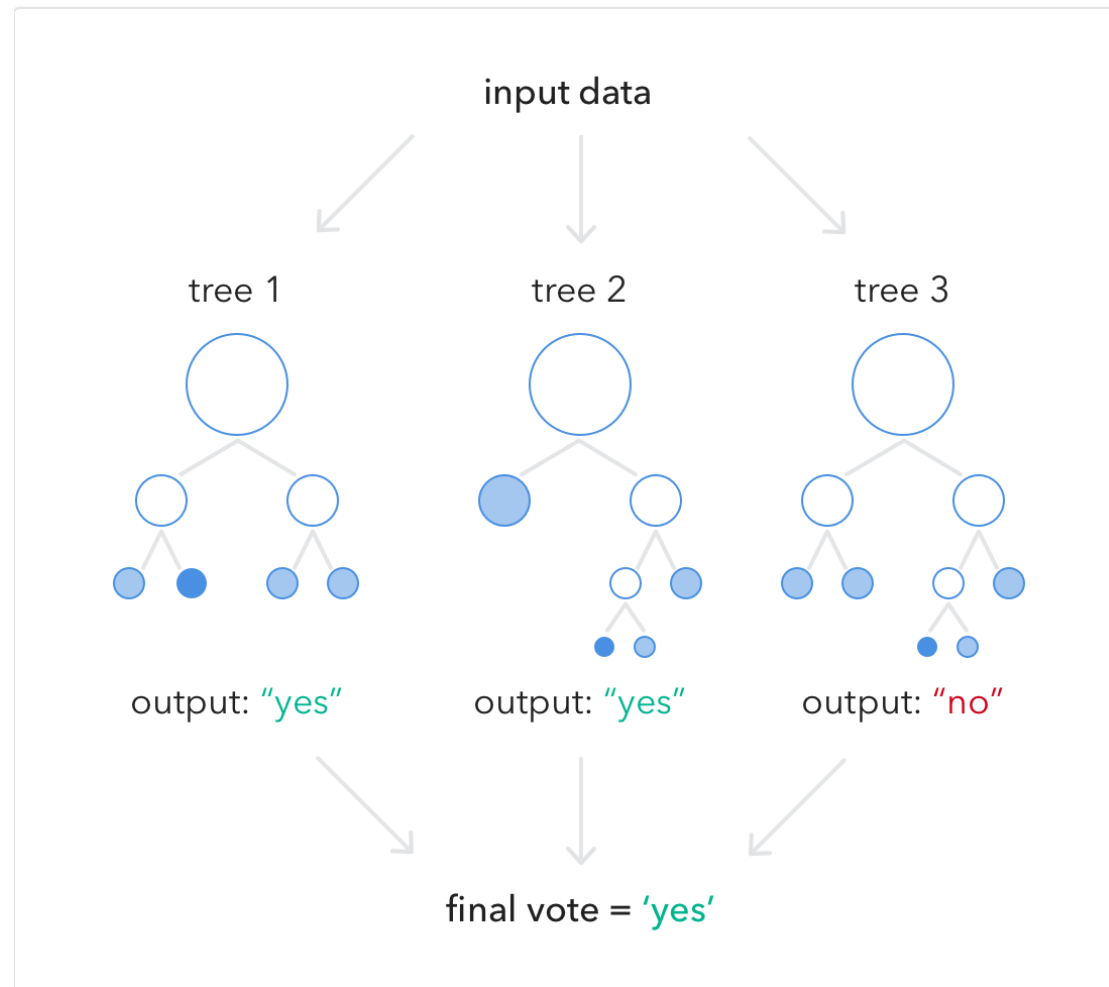 input data
tree 1 tree 2 tree 3
output: “yes” output: “yes” output: “no”
final vote = ‘yes’